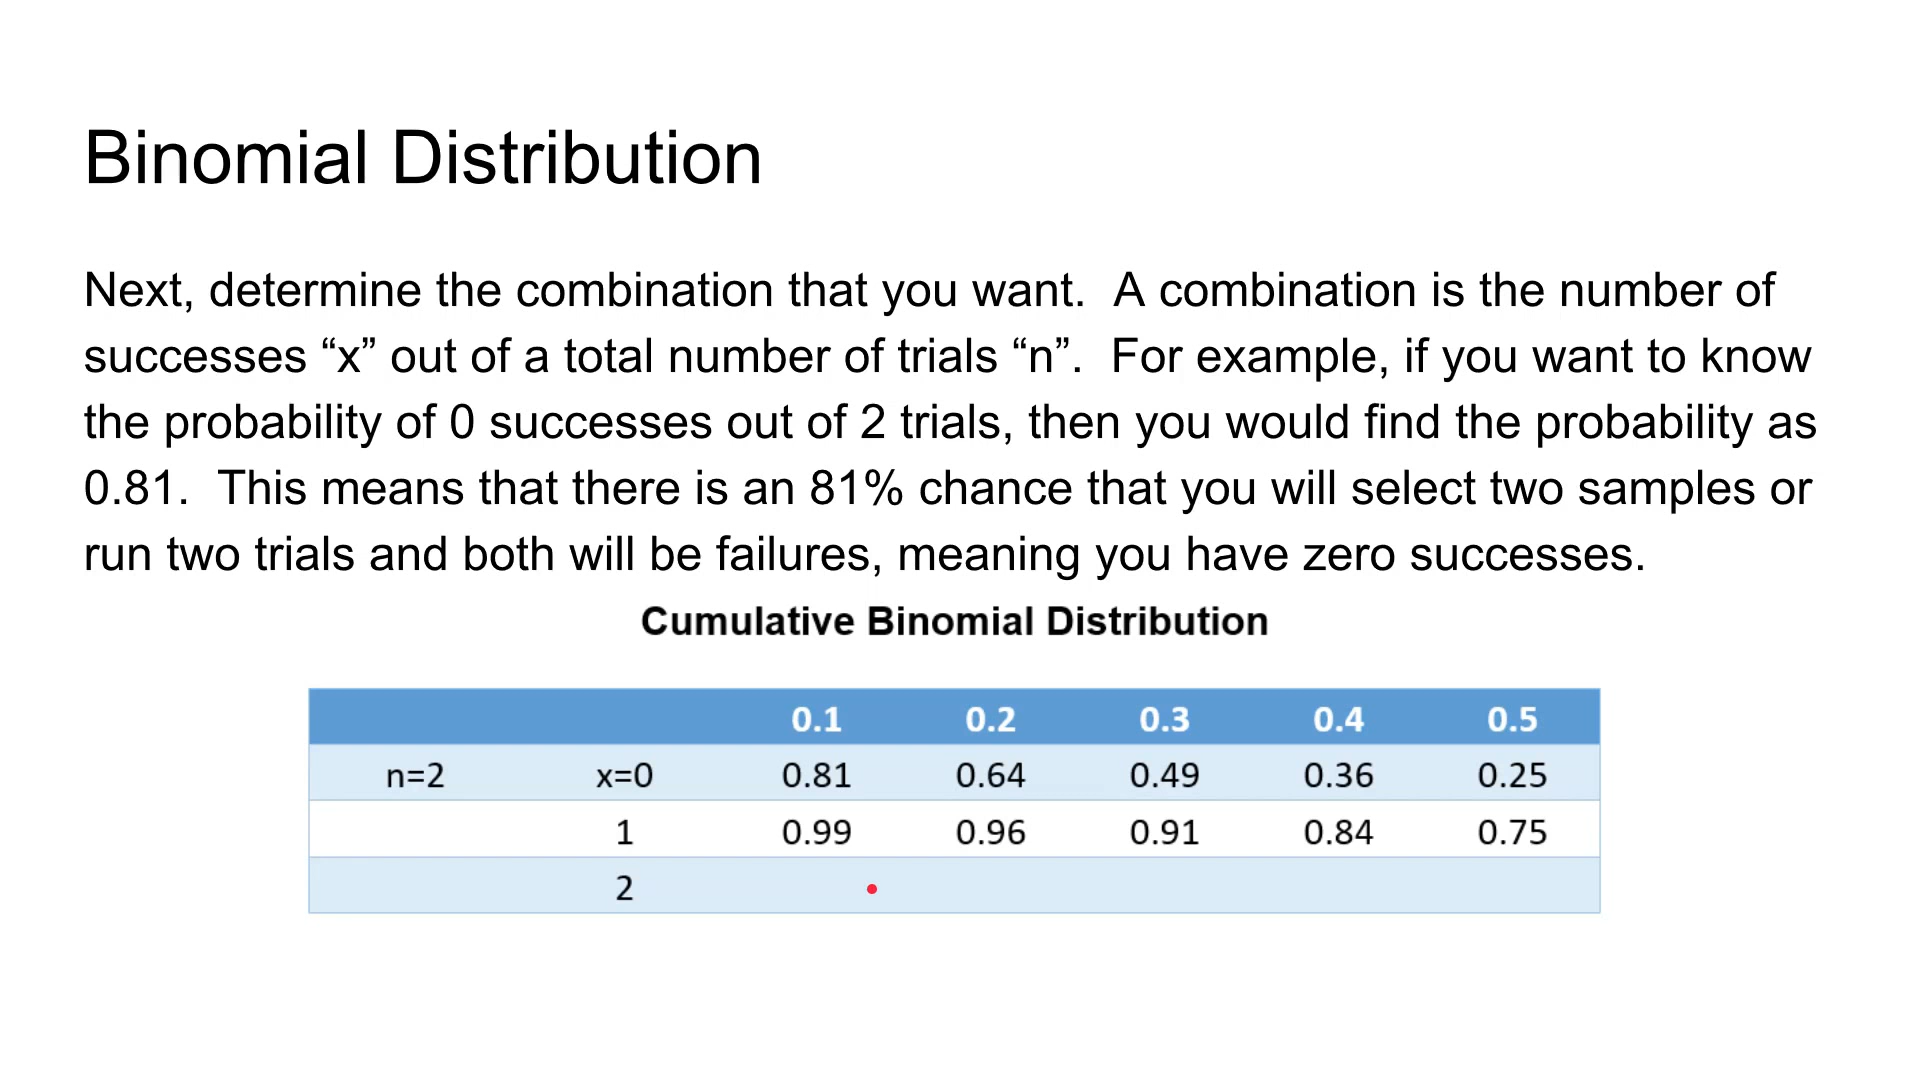 Binomial Distribution
Next, determine the combination that you want.  A combination is the number of
successes “x” out of a total number of trials “n”.  For example, if you want to know
the probability of 0 successes out of 2 trials, then you would find the probability as
0.81.  This means that there is an 81% chance that you will select two samples or
run two trials and both will be failures, meaning you have zero successes.
Cumulative Binomial Distribution
0.1 0.2 0.3 0.4 0.5
n=2 x=0 0.81 0.64 0.49 0.36 0.25
1 0.99 0.96 0.91 0.84 0.75
2